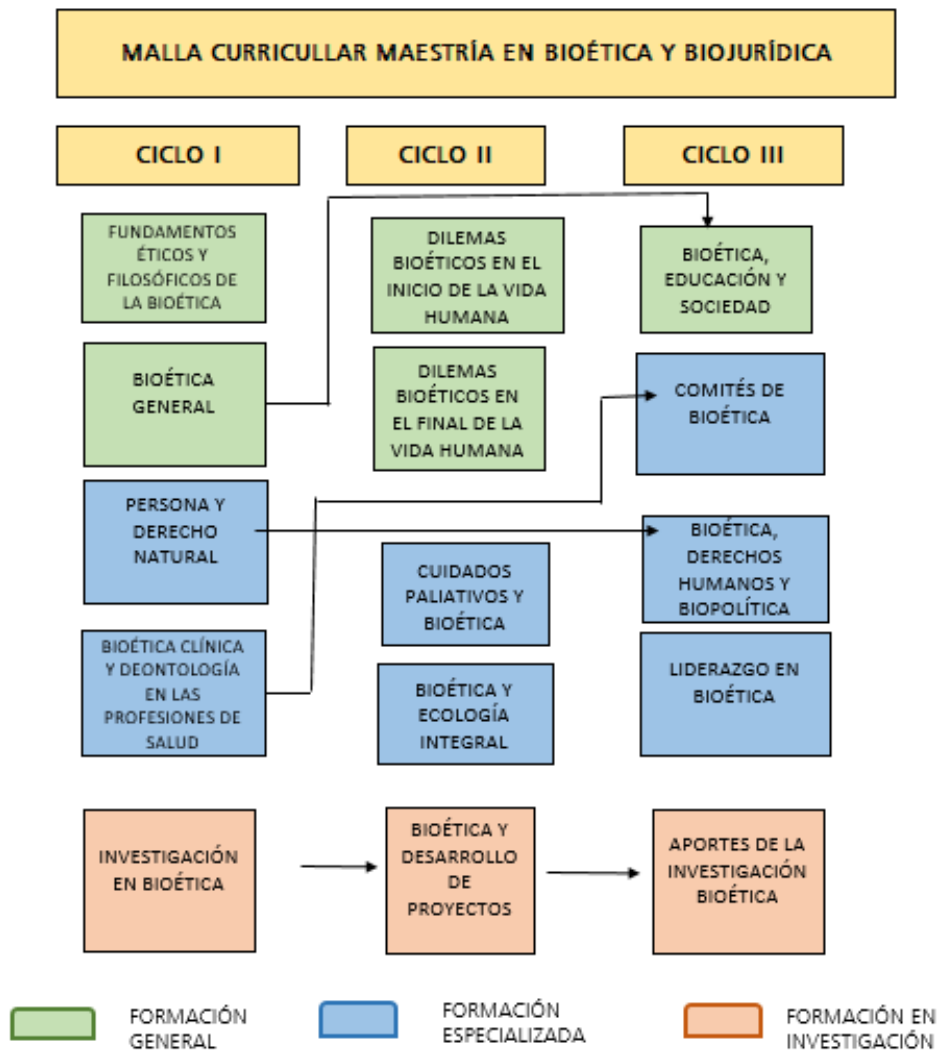 MALLA CURRICULLAR MAESTRÍA EN BIOÉTICA Y BIOJURÍDICA
CICLO I
CICLO II
CICLO III
FUNDAMENTOS
ÉTICOS Y
FILOSÓFICOS DE
LA BIOÉTICA
DILEMAS
BIOÉTICOS EN EL
INICIO DE LA VIDA
HUMANA
BIOÉTICA,
EDUCACIÓN Y
SOCIEDAD
BIOÉTICA
GENERAL
DILEMAS
BIOÉTICOS EN
EL FINAL DE LA
VIDA HUMANA
COMITÉS DE
BIOÉTICA
PERSONA Y
DERECHO
NATURAL
CUIDADOS
PALIATIVOS Y
BIOÉTICA
BIOÉTICA,
DERECHOS
HUMANOS Y
BIOPOLÍTICA
BIOÉTICA CLÍNICA
Y DEONTOLOGÍA
EN LAS
PROFESIONES DE
SALUD
BIOÉTICA Y
ECOLOGÍA
INTEGRAL
LIDERAZGO EN
BIOÉTICA
INVESTIGACIÓN
EN BIOÉTICA
BIOÉTICA Y
DESARROLLO
DE
PROYECTOS
APORTES DE LA
INVESTIGACIÓN
BIOÉTICA
FORMACIÓN
GENERAL
FORMACIÓN
ESPECIALIZADA
FORMACIÓN EN
INVESTIGACIÓN